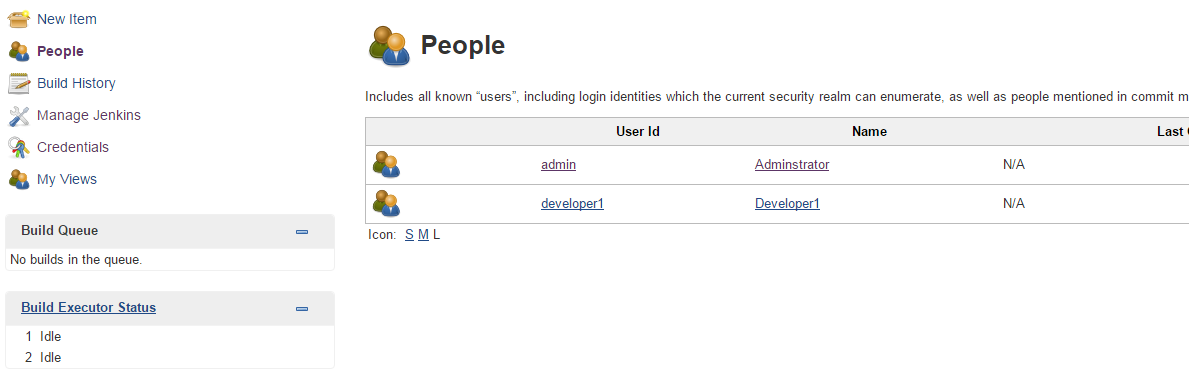 New Item
People
Build History
Manage Jenkins
Credentials
My Views
Build Queue
No builds in the queue.
Build Executor Status
1 Idle
2 Idle
People
Includes all known “users”, including login identities which the current security realm can enumerate, as well as people mentioned in commit m
User Id Name Last
admin Adminstrator N/A
developer1 Developer1 N/A
Icon: S M L